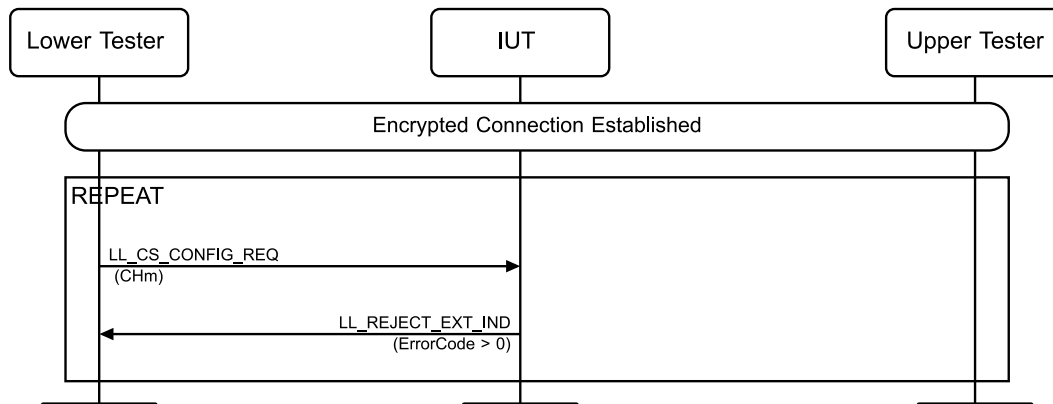 Lower Tester
IUT
Upper Tester
Encrypted Connection Established
REPEAT
LL_CS_CONFIG_REQ
(CHm)
LL_REJECT_EXT_IND
(ErrorCode > 0)